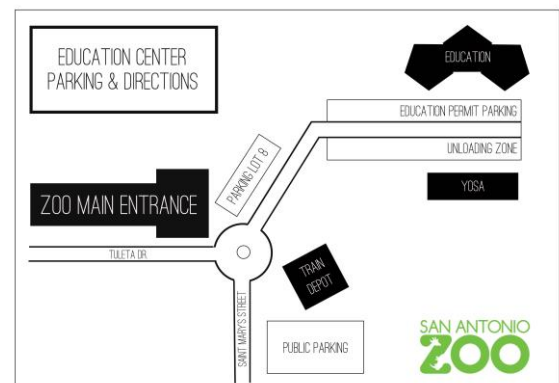 EDUCATION CENTER
PARKING & DIRECTIONS
EDUCATION
EDUCATION PERMIT PARKING
UNLOADING ZONE
YOSA
PARKING LOT 8
ZOO MAIN ENTRANCE
TULETA DR
TRAIN
DEPOT
SAINT MARY'S STREET
PUBLIC PARKING
SAN ANTONIO
ZOO